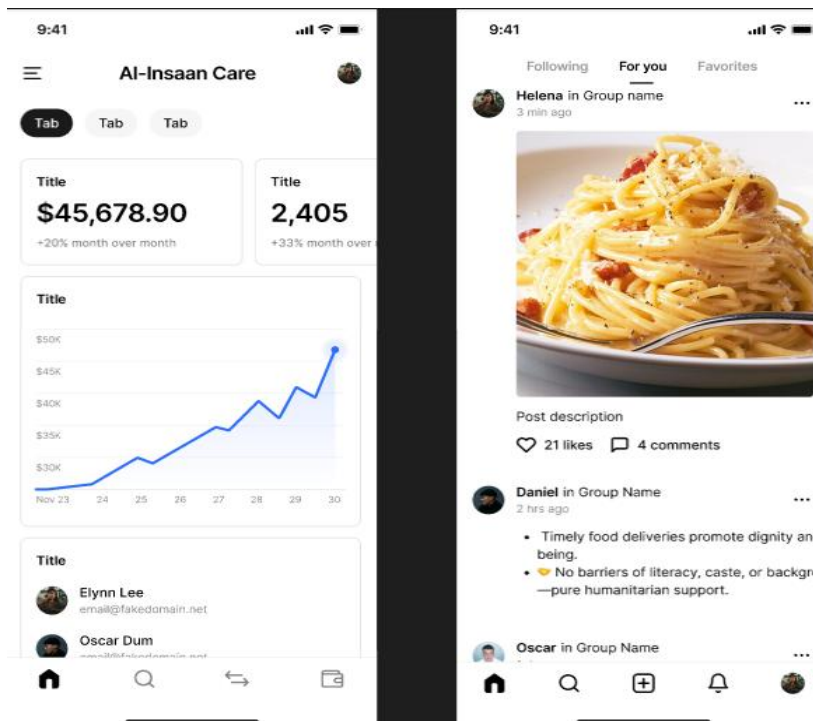 9:41
Al-Insaan Care
Tab Tab Tab
Title
$45,678.90
+20% month over month
Title
2,405
+33% month over
Title
$50K
$45K
$40K
$35K
$30K
Nov 23 24 25 26 27 28 29 30
Title
Elynn Lee
email@fakedomain.net
Oscar Dum
email@fakedomain.net
9:41
Following For you Favorites
Helena in Group name
3 min ago
Post description
21 likes 4 comments
Daniel in Group Name
2 hrs ago
• Timely food deliveries promote dignity an
being.
• 🤝 No barriers of literacy, caste, or backgr
—pure humanitarian support.
Oscar in Group Name